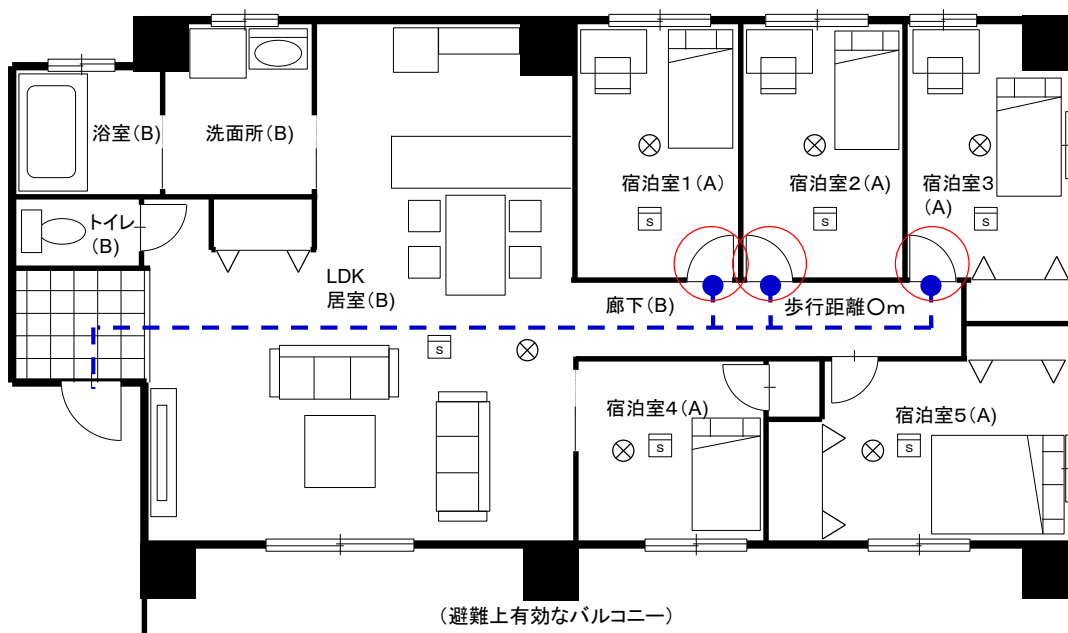 浴室(B)
洗面所(B)
宿泊室1(A)
宿泊室2(A)
宿泊室3
(A)
S
S
S
トイレ
(B)
LDK
居室(B)
廊下(B)
歩行距離〇m
S
宿泊室4(A)
宿泊室5(A)
S
S
(避難上有効なバルコニー)